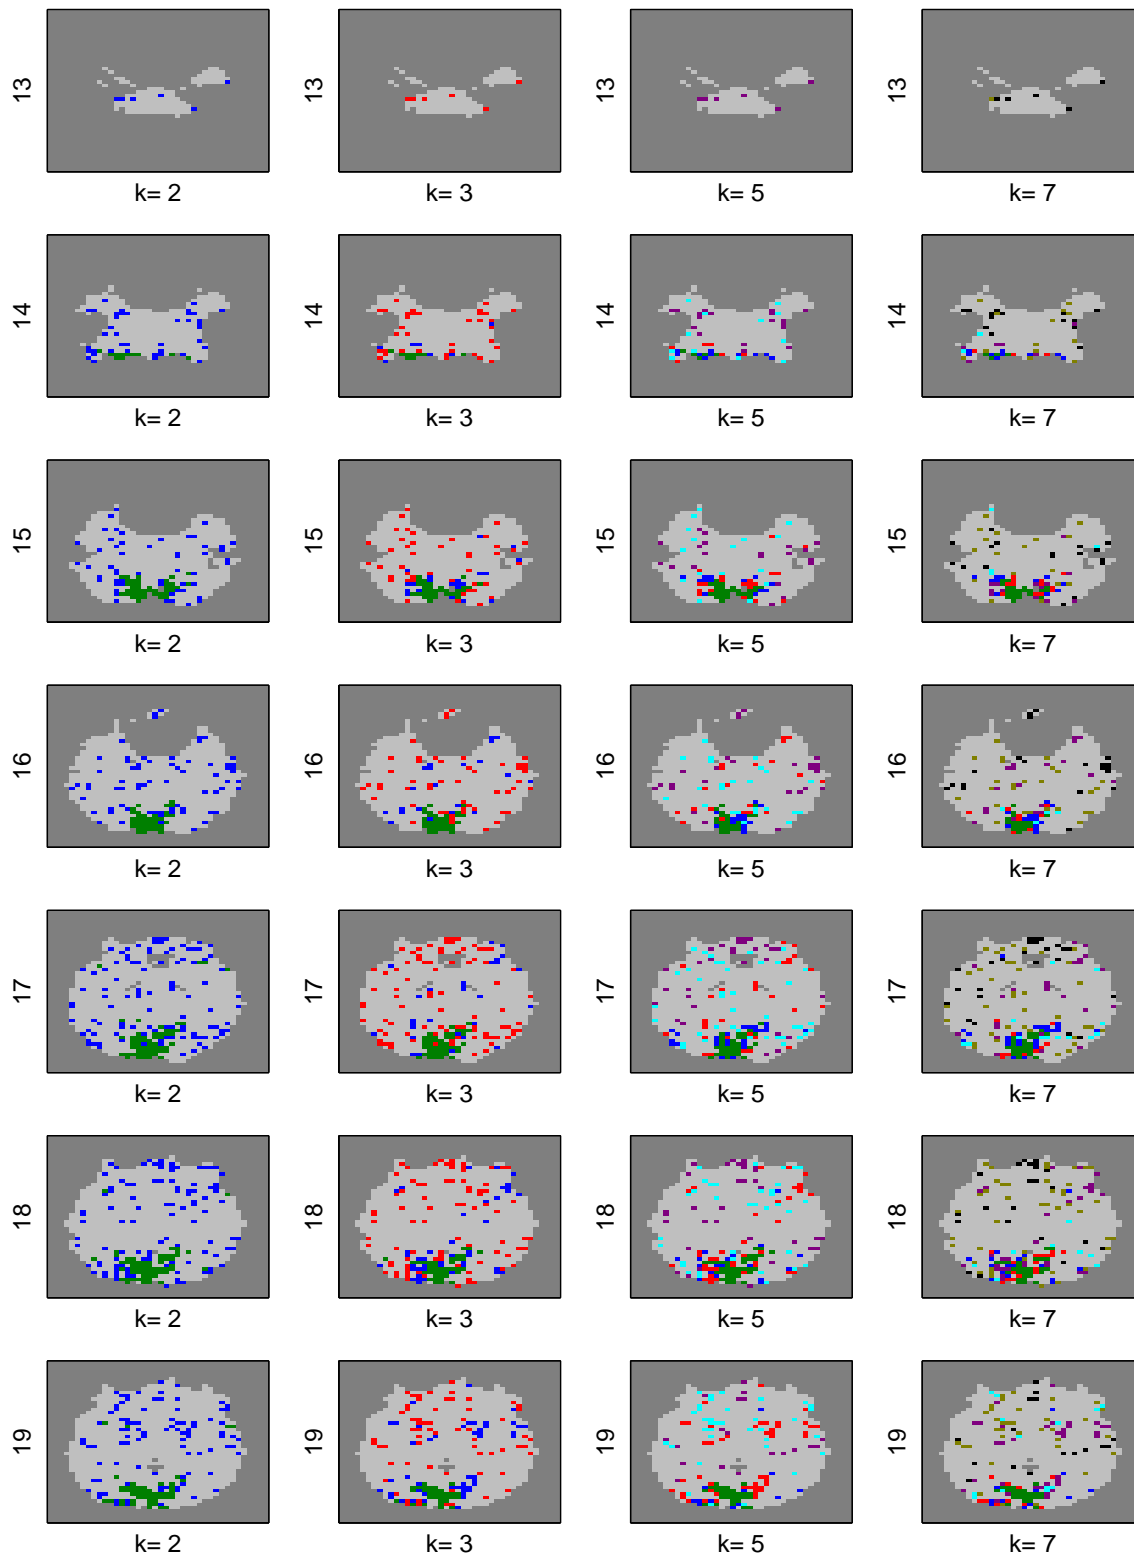 13 13 13 13
k= 2 k= 3 k= 5 k= 7
14 14 14 14
k= 2 k= 3 k= 5 k= 7
15 15 15 15
k= 2 k= 3 k= 5 k= 7
16 16 16 16
k= 2 k= 3 k= 5 k= 7
17 17 17 17
k= 2 k= 3 k= 5 k= 7
18 18 18 18
k= 2 k= 3 k= 5 k= 7
19 19 19 19
k= 2 k= 3 k= 5 k= 7